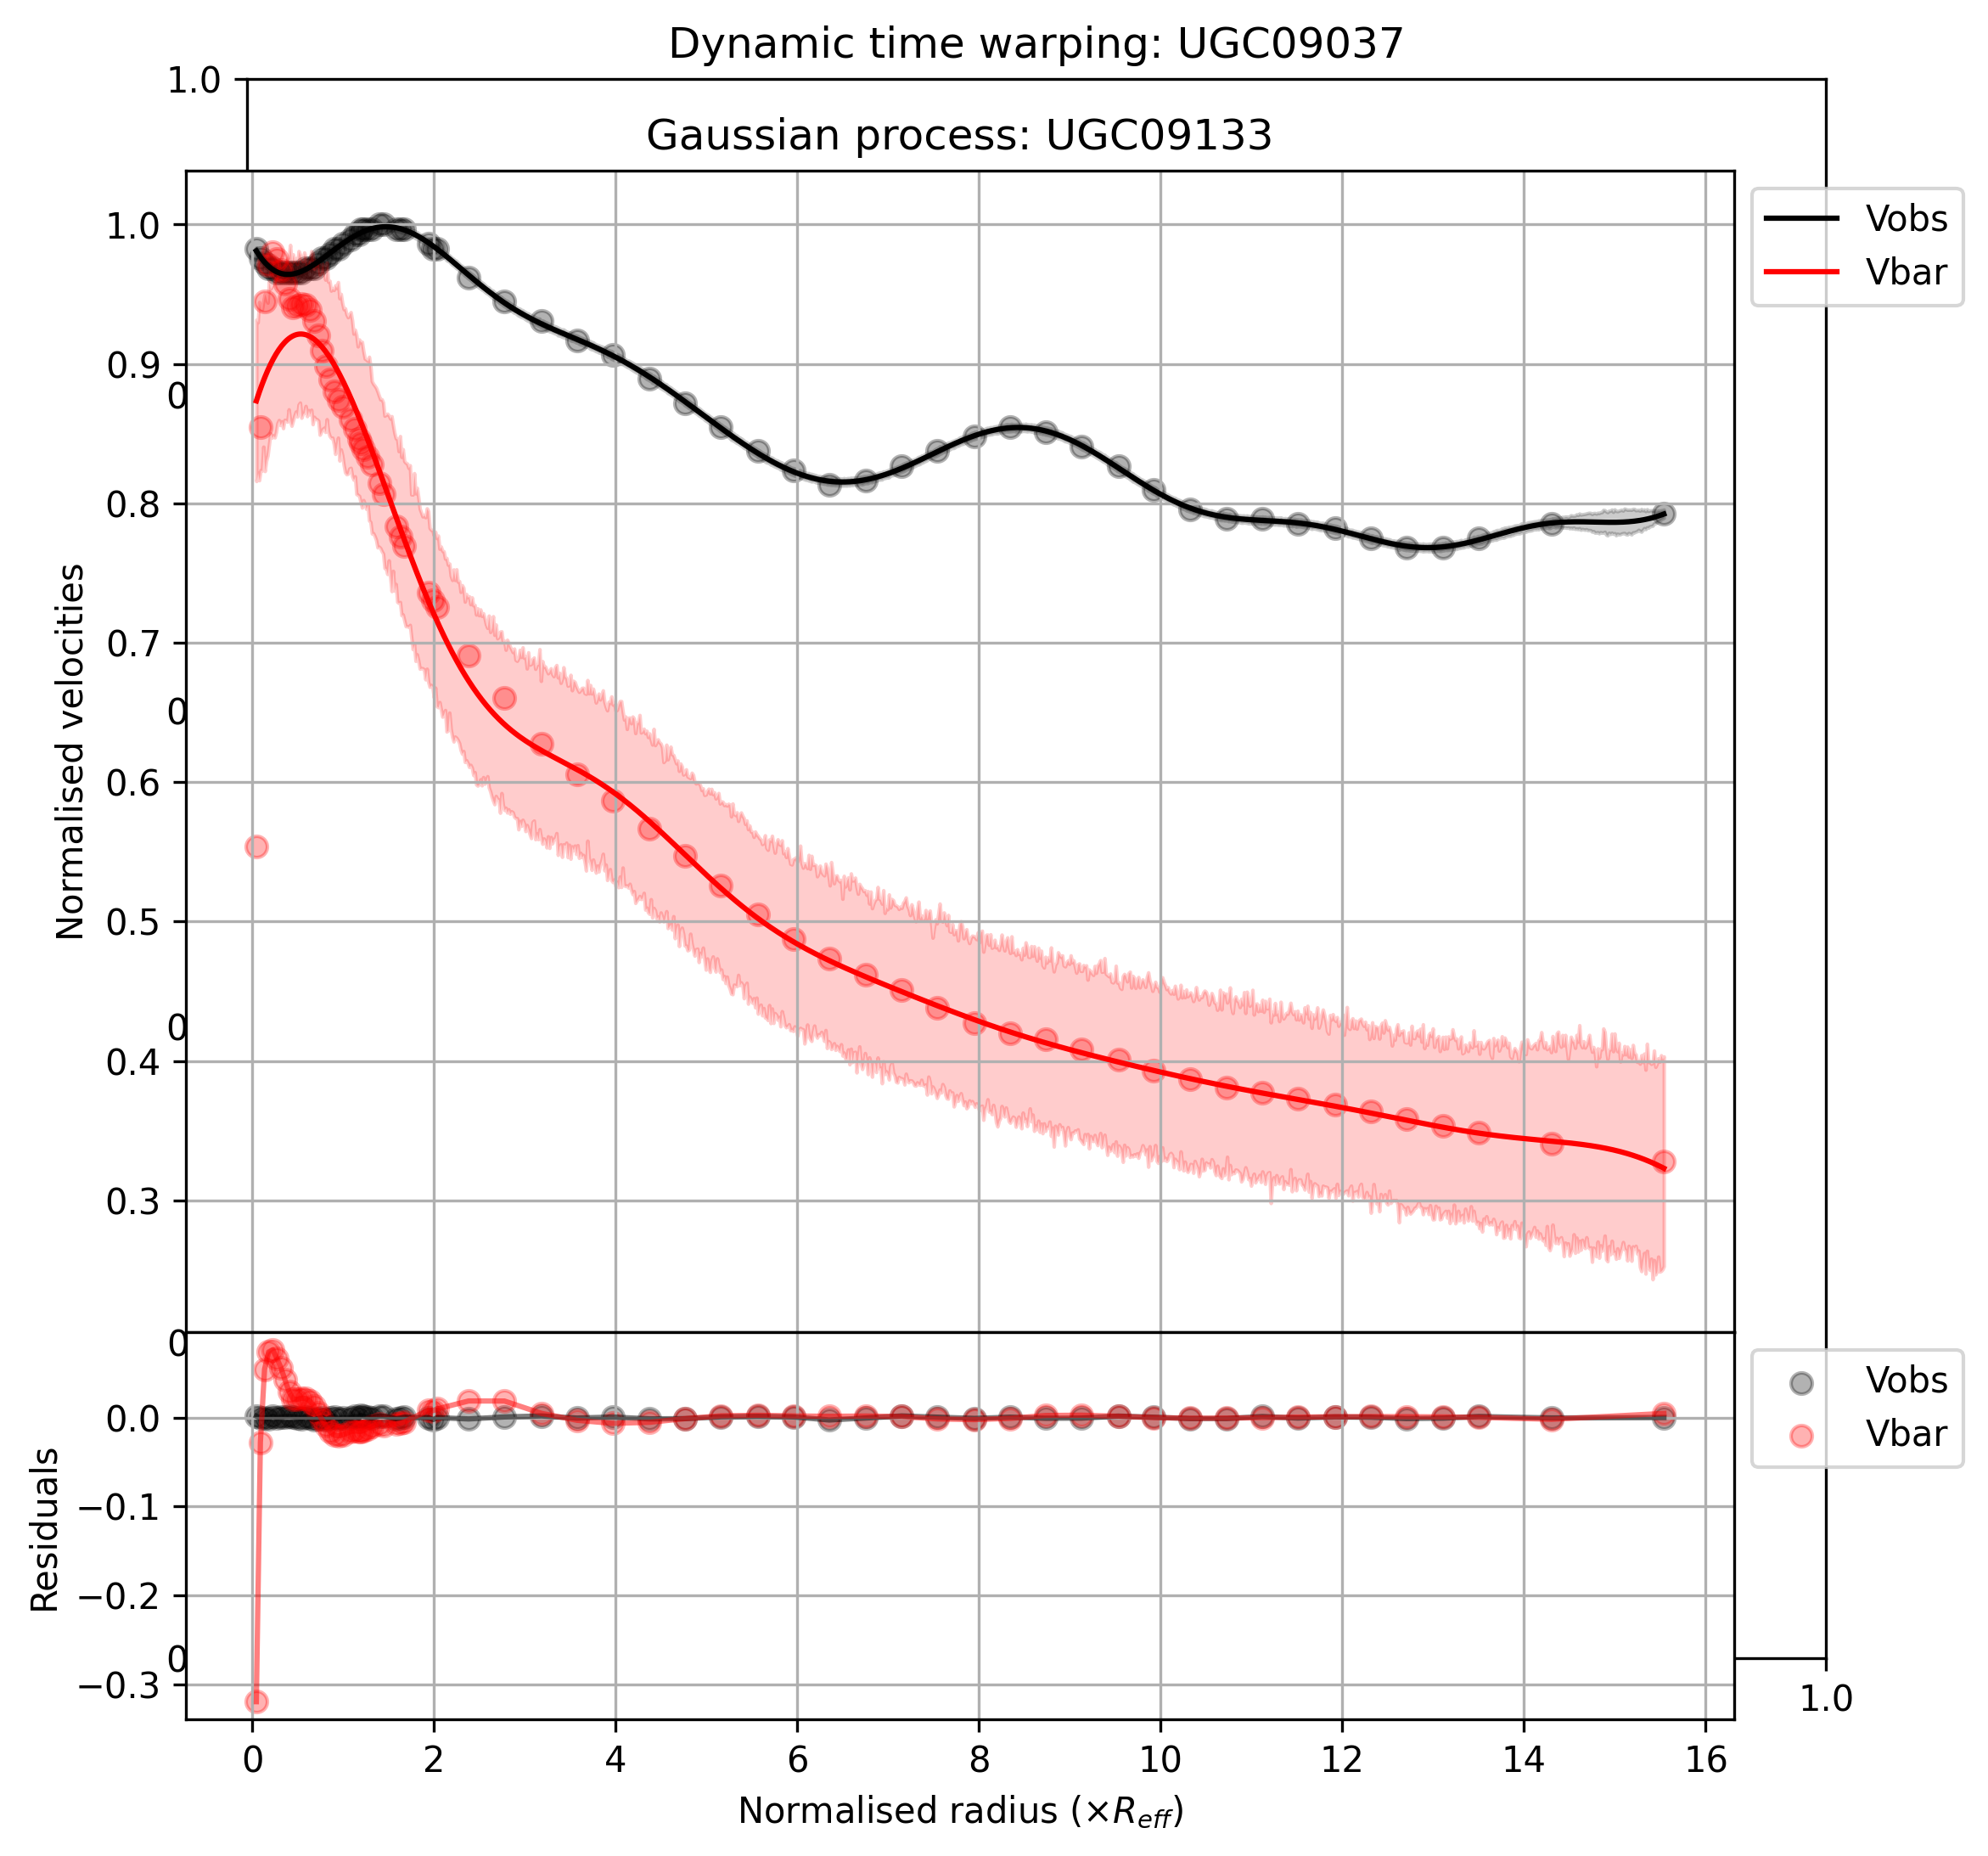 Dynamic time warping: UGC09037
1.0
Gaussian process: UGC09133
1.0
0.9
0
0.8
0.7
0
0.6
0.5
0
0.4
0.3
Normalised velocities
Vobs
Vbar
0
0.0
−0.1
−0.2
0
−0.3
Residuals
Vobs
Vbar
1.0
0 2 4 6 8 10 12 14 16
Normalised radius (×R_eff)